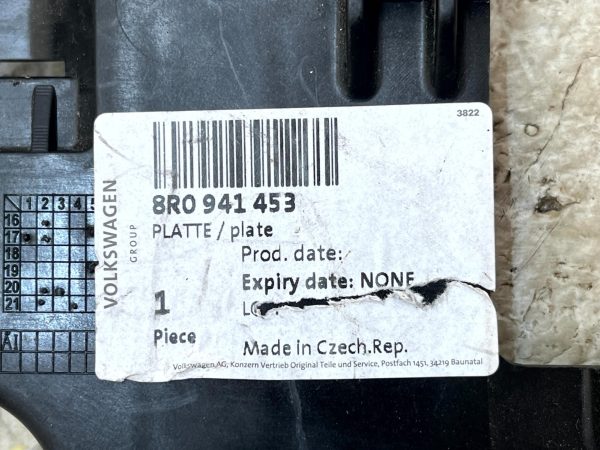 3822
VOLKSWAGEN
GROUP
8R0 941 453
PLATTE / plate
Prod. date:
Expiry date: NONE
1
Piece
Made in Czech.Rep.
Volkswagen AG, Konzern Vertrieb Original Teile und Service, Postfach 1451, 34219 Baunatal
1 2 3 4
16
17
18
19
20
21